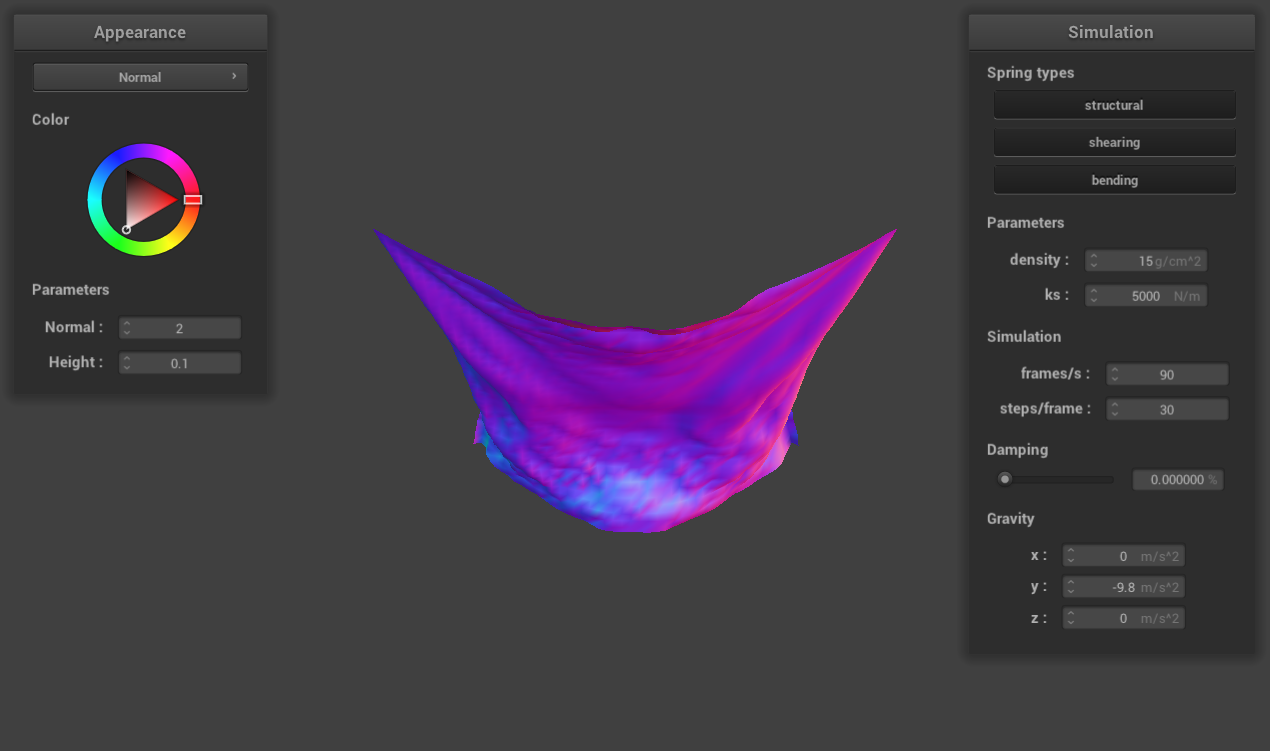 Appearance
Normal
Color
Parameters
Normal : 2
Height : 0.1
Simulation
Spring types
structural
shearing
bending
Parameters
density : 15 g/cm^2
ks : 5000 N/m
Simulation
frames/s : 90
steps/frame : 30
Damping
0.000000 %
Gravity
x : 0 m/s^2
y : -9.8 m/s^2
z : 0 m/s^2